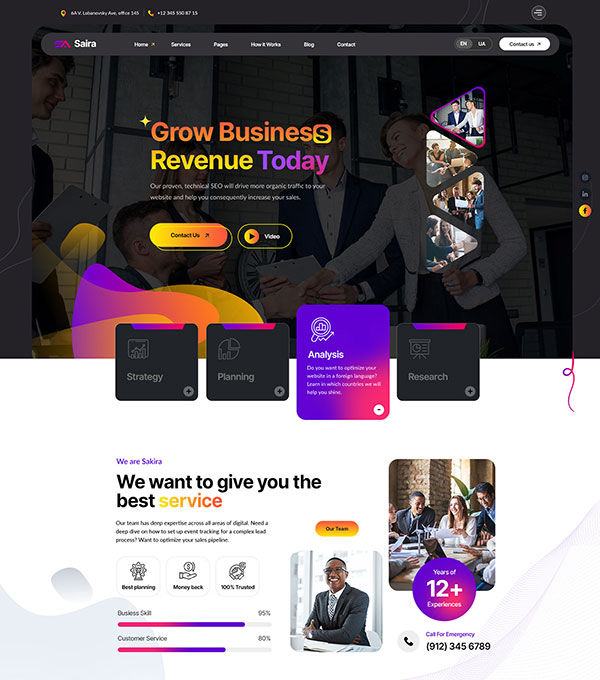 6A V. Lobanovsky Ave, office 145
+12 345 550 87 15
Saira
Home
Services
Pages
How it Works
Blog
Contact
EN
UA
Contact us
Grow Business
Revenue Today
Our proven, technical SEO will drive more organic traffic to your
website and help you consequently increase your sales.
Contact Us
Video
Strategy
Planning
Analysis
Do you want to optimize your
website in a foreign language?
Learn in which countries we will
help you shine.
Research
We are Sakira
We want to give you the
best service
Our team has deep expertise across all areas of digital. Need a
deep dive on how to set up event tracking for a complex lead
process? Want to optimize your sales pipeline.
Our Team
Best planning
Money back
100% Trusted
Busiess Skill
95%
Customer Service
80%
Years of
12+
Experiences
Call For Emergency
(912) 345 6789